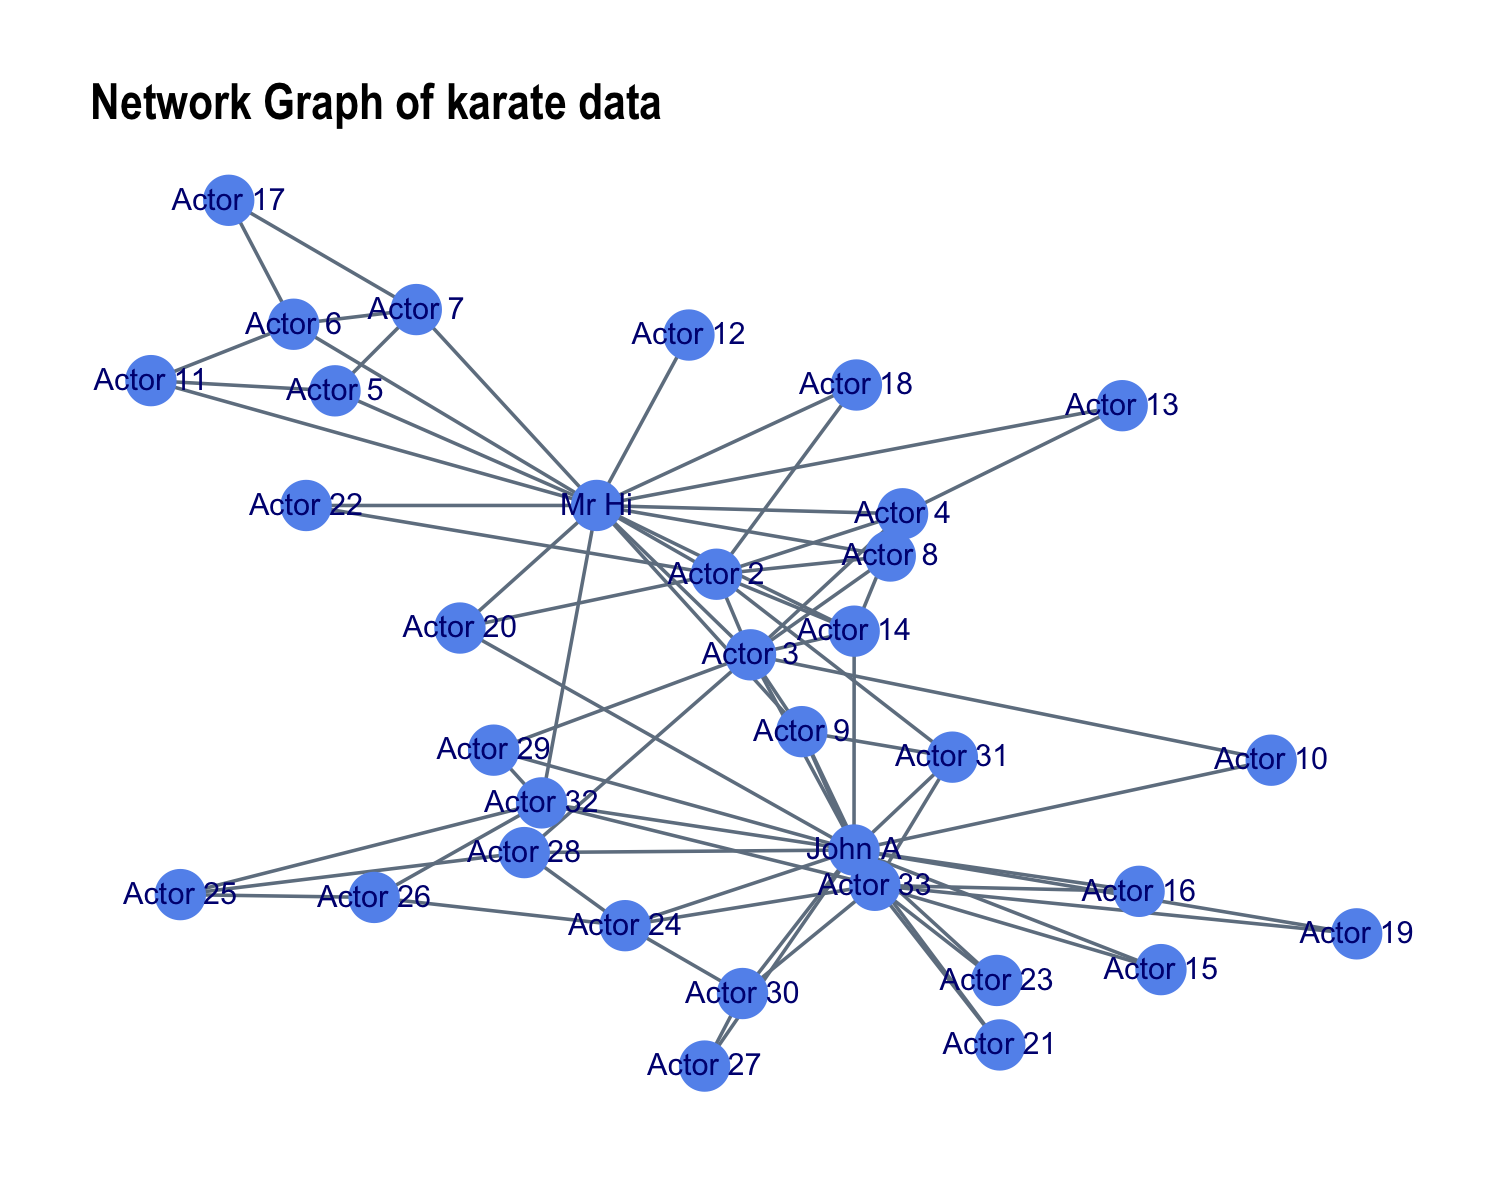 Network Graph of karate data
Actor 17
Actor 7
Actor 6
Actor 12
Actor 11
Actor 5
Actor 18
Actor 13
Actor 22
Mr Hi
Actor 4
Actor 8
Actor 2
Actor 20
Actor 14
Actor 3
Actor 9
Actor 29
Actor 31
Actor 10
Actor 32
Actor 28
John A
Actor 33
Actor 25
Actor 26
Actor 16
Actor 24
Actor 19
Actor 15
Actor 23
Actor 30
Actor 21
Actor 27